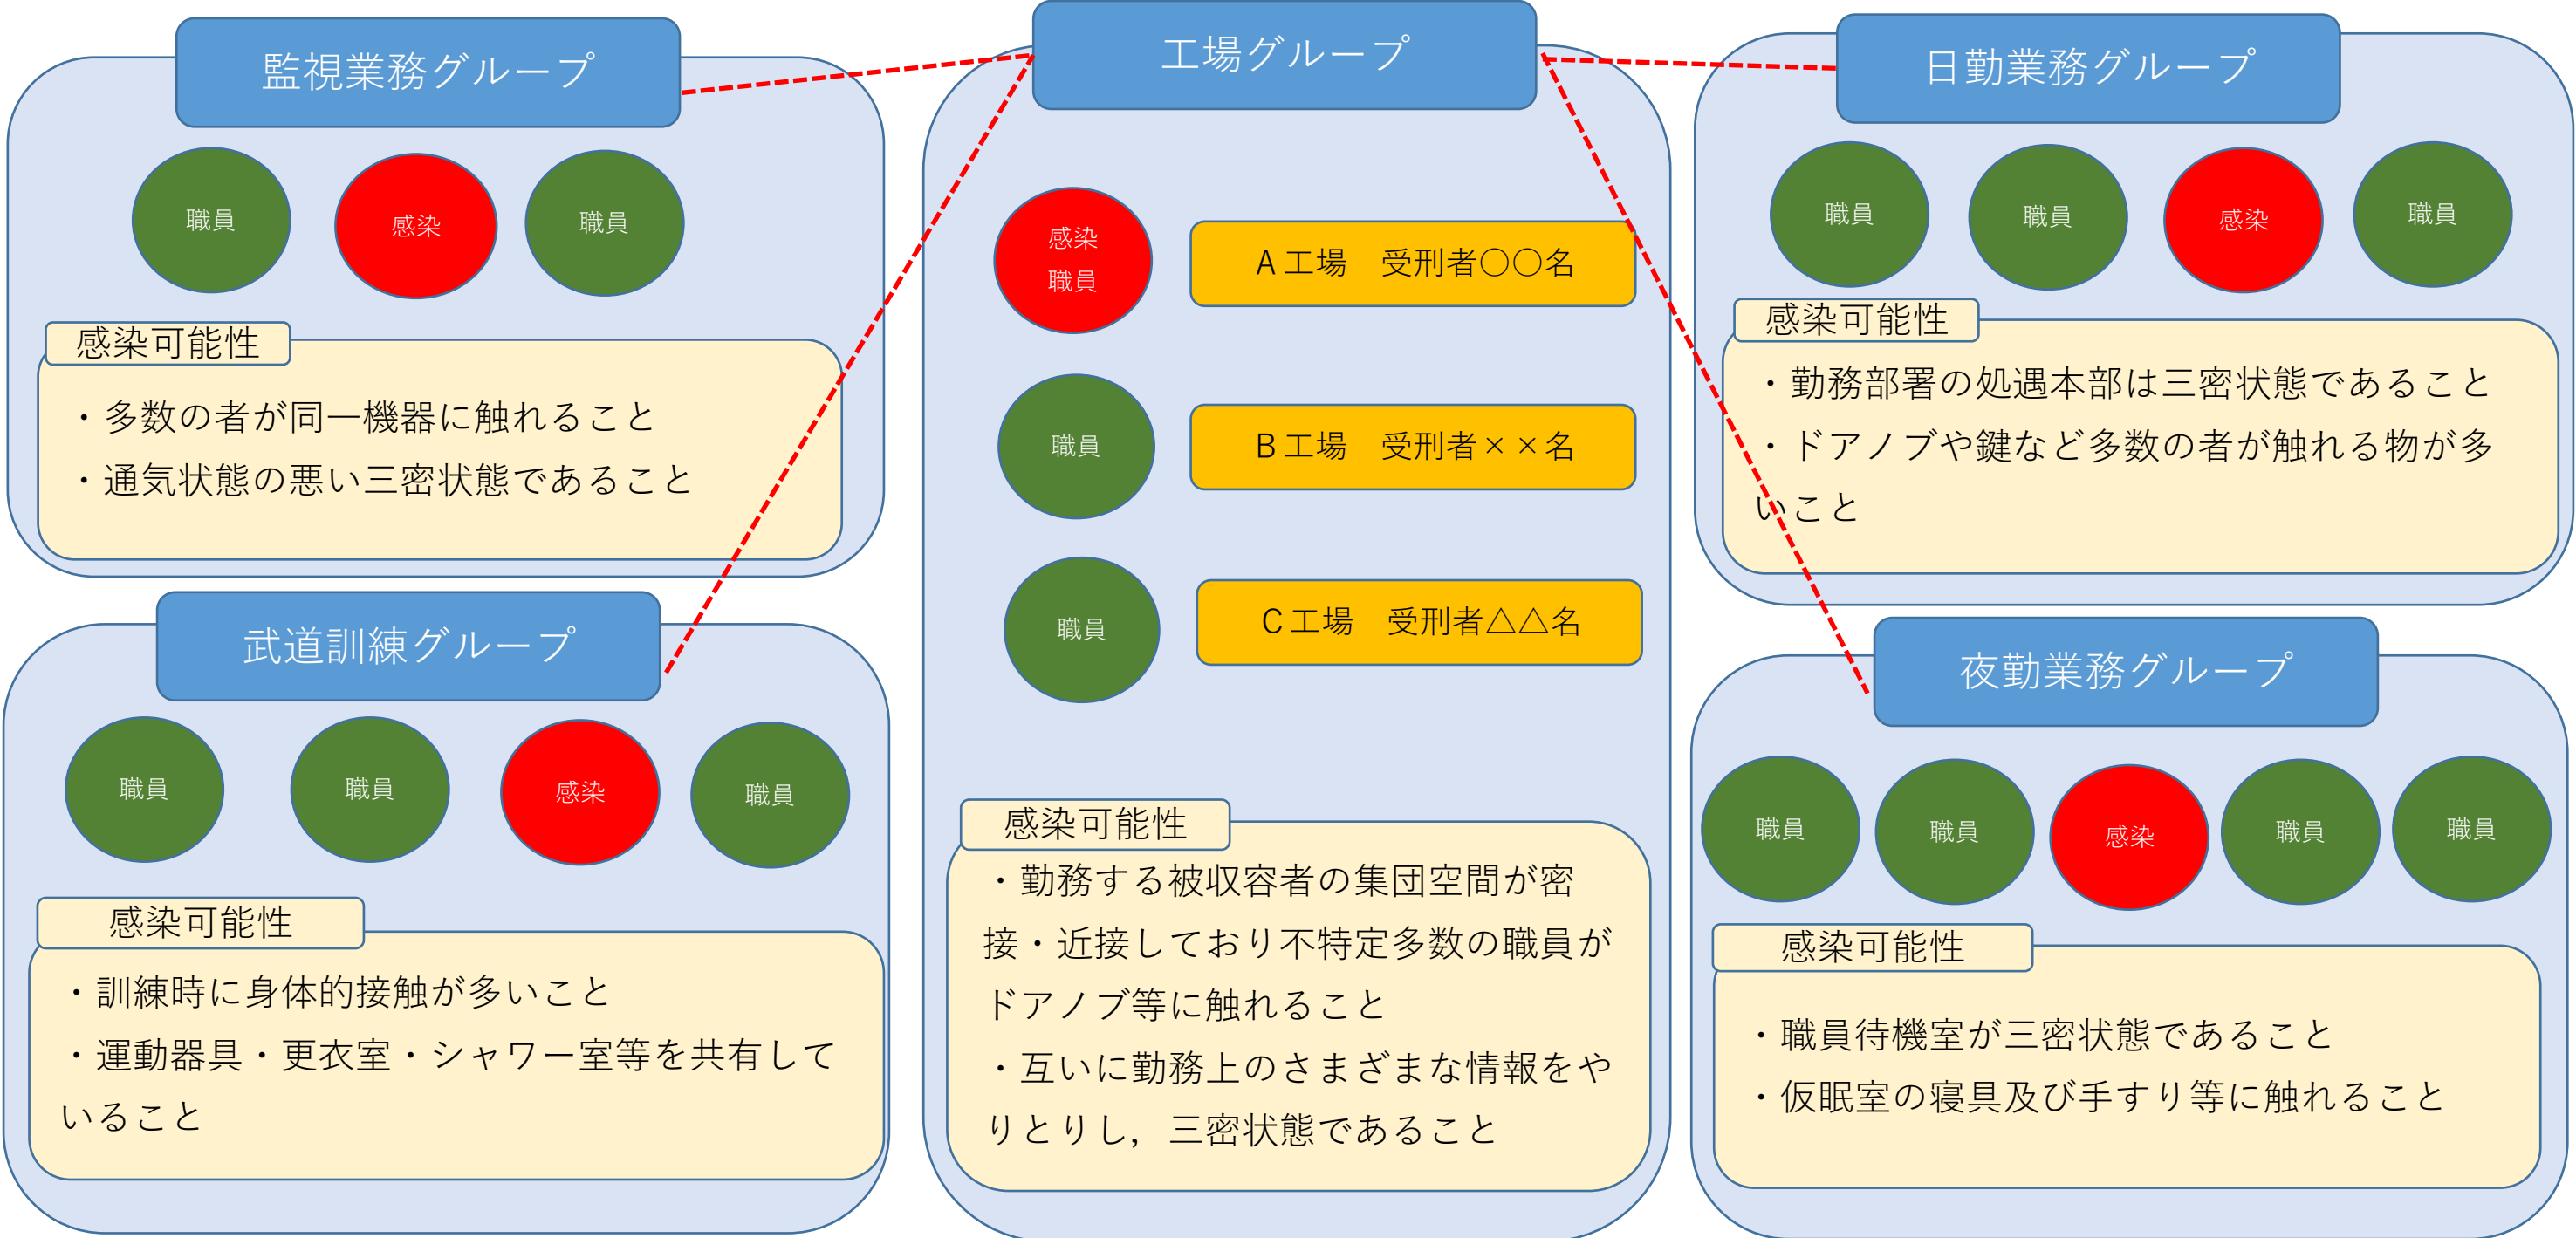 監視業務グループ
職員
感染
職員
感染可能性
・多数の者が同一機器に触れること
・通気状態の悪い三密状態であること
武道訓練グループ
職員
職員
感染
職員
感染可能性
・訓練時に身体的接触が多いこと
・運動器具・更衣室・シャワー室等を共有して
いること
工場グループ
感染
職員
Ａ工場　受刑者〇〇名
職員
Ｂ工場　受刑者××名
職員
Ｃ工場　受刑者△△名
感染可能性
・勤務する被収容者の集団空間が密
接・近接しており不特定多数の職員が
ドアノブ等に触れること
・互いに勤務上のさまざまな情報をや
りとりし，三密状態であること
日勤業務グループ
職員
職員
感染
職員
感染可能性
・勤務部署の処遇本部は三密状態であること
・ドアノブや鍵など多数の者が触れる物が多
いこと
夜勤業務グループ
職員
職員
感染
職員
職員
感染可能性
・職員待機室が三密状態であること
・仮眠室の寝具及び手すり等に触れること